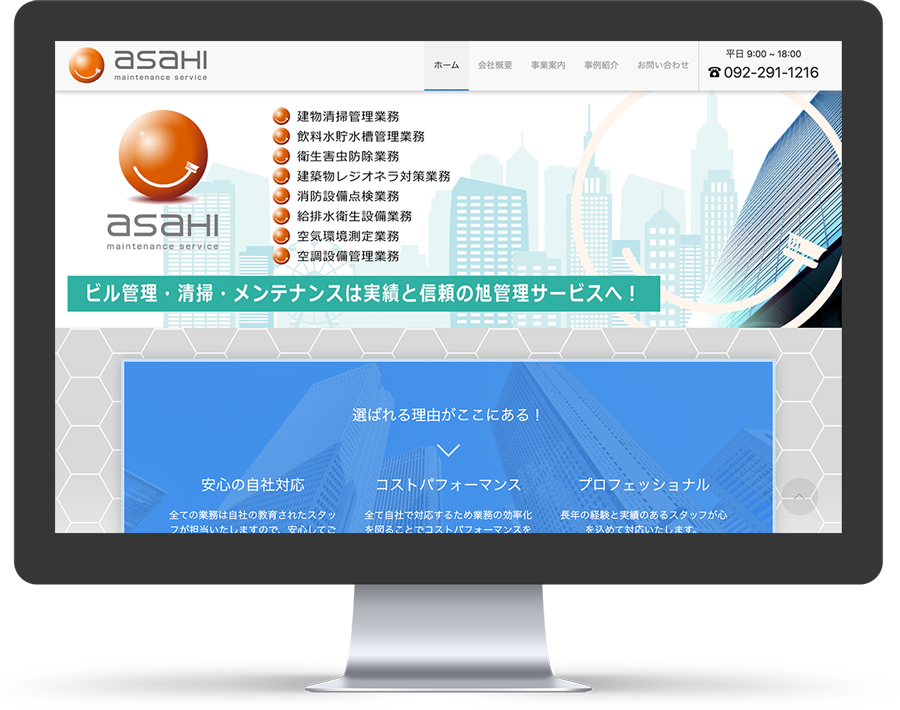 asaHI
maintenance service
ホーム
会社概要
事業案内
事例紹介
お問い合わせ
平日 9:00 ~ 18:00
☎092-291-1216
建物清掃管理業務
飲料水貯水槽管理業務
衛生害虫防除業務
建築物レジオネラ対策業務
消防設備点検業務
給排水衛生設備業務
空気環境測定業務
空調設備管理業務
asaHI
maintenance service
ビル管理・清掃・メンテナンスは実績と信頼の旭管理サービスへ！
選ばれる理由がここにある！
安心の自社対応
全ての業務は自社の教育されたスタッ
フが担当いたしますので、安心してご
コストパフォーマンス
全て自社で対応するため業務の効率化
を図ることでコストパフォーマンスを
プロフェッショナル
長年の経験と実績のあるスタッフが心
を込めて対応いたします。